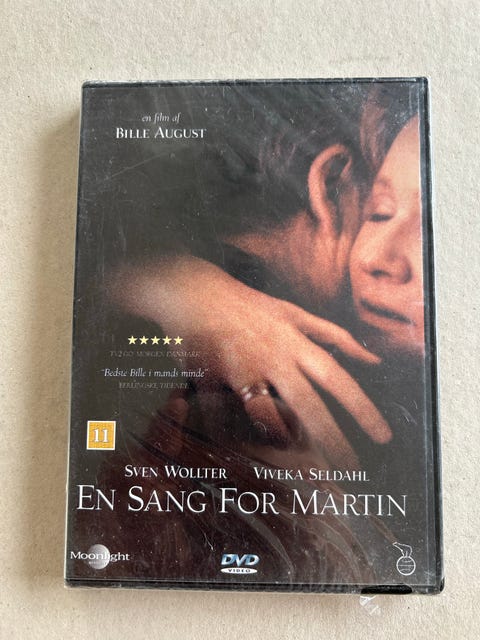 en film af
BILLE AUGUST
★★★★★
TV2 GO' MORGEN DANMARK
"Bedste Bille i mands minde"
BERLINGSKE TIDENDE
11
SVEN WOLLTER VIVEKA SELDAHL
EN SANG FOR MARTIN
Moonlight
DVD
VIDEO